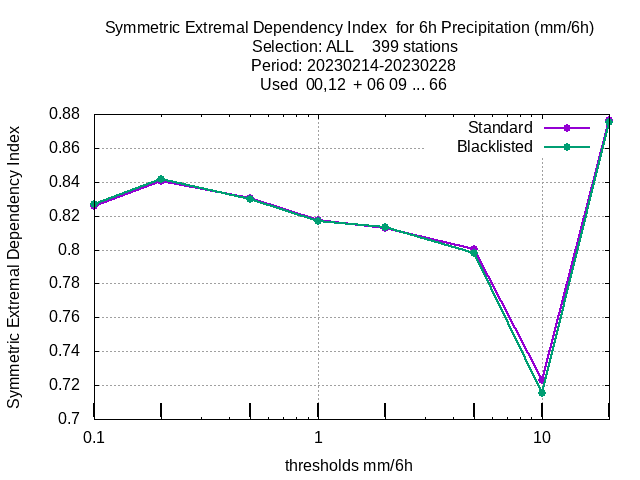 Symmetric Extremal Dependency Index  for 6h Precipitation (mm/6h)
Selection: ALL    399 stations
Period: 20230214-20230228
Used  00,12  + 06 09 ... 66
Symmetric Extremal Dependency Index
0.88
0.86
0.84
0.82
0.8
0.78
0.76
0.74
0.72
0.7
Standard
Blacklisted
0.1
1
10
thresholds mm/6h